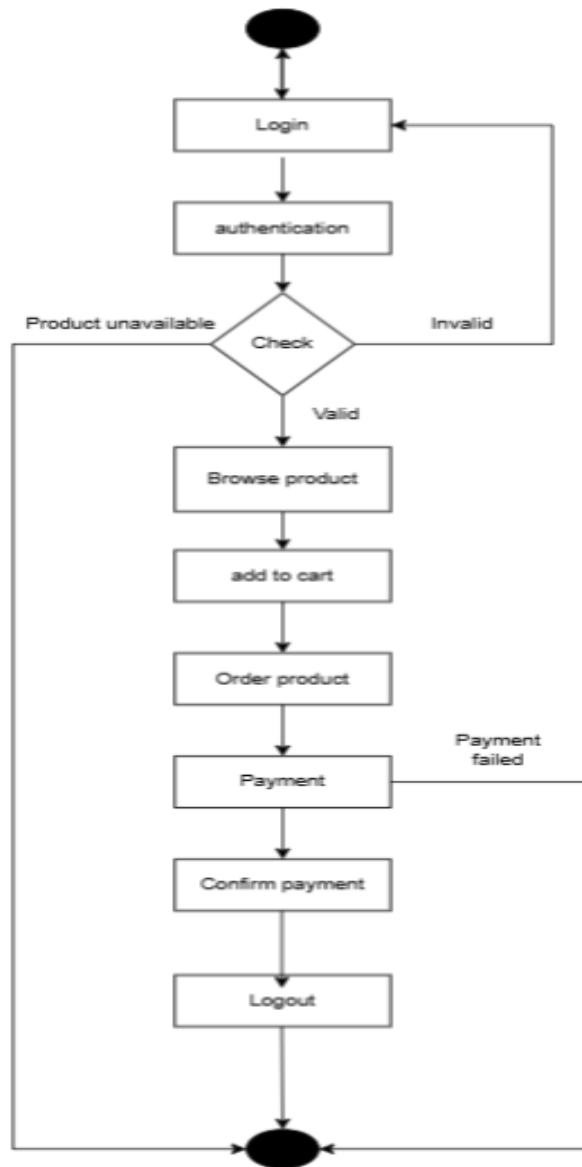 Login
authentication
Product unavailable
Check
Invalid
Valid
Browse product
add to cart
Order product
Payment
failed
Payment
Confirm payment
Logout